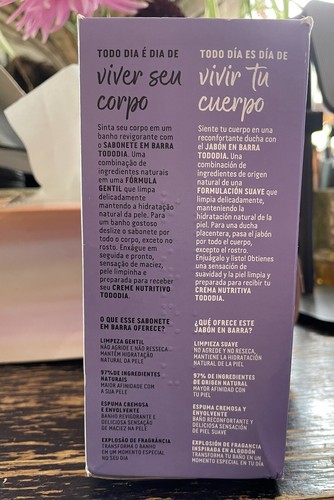 TODO DIA É DIA DE
viver seu
corpo
Sinta seu corpo em um
banho revigorante com
o SABONETE EM BARRA
TODODIA. Uma
combinação de
ingredientes naturais
em uma FÓRMULA
GENTIL que limpa
delicadamente
mantendo a hidratação
natural da pele. Para
um banho gostoso
deslize o sabonete por
todo o corpo, exceto no
rosto. Enxágue em
seguida e pronto,
sensação de maciez,
pele limpinha e
preparada para receber
seu CREME NUTRITIVO
TODODIA.
O QUE ESSE SABONETE
EM BARRA OFERECE?
LIMPEZA GENTIL
NÃO AGRIDE E NÃO RESSECA,
MANTÉM HIDRATAÇÃO
NATURAL DA PELE
97% DE INGREDIENTES
NATURAIS
MAIOR AFINIDADE COM
A SUA PELE
ESPUMA CREMOSA
E ENVOLVENTE
BANHO REVIGORANTE E
DELICIOSA SENSAÇÃO
DE MACIEZ NA PELE
EXPLOSÃO DE FRAGRÂNCIA
TRANSFORMA O BANHO
EM UM MOMENTO ESPECIAL
NO SEU DIA
TODO DÍA ES DÍA DE
vivir tu
cuerpo
Siente tu cuerpo en una
reconfortante ducha con
el JABÓN EN BARRA
TODODIA. Una
combinación de
ingredientes de origen
natural de una
FORMULACIÓN SUAVE que
limpia delicadamente,
manteniendo la
hidratación natural de la
piel. Para una ducha
placentera, pasa el jabón
por todo el cuerpo,
excepto el rostro.
Enjuágalo y listo! Obtienes
una sensación de
suavidad y la piel limpia y
preparada para recibir tu
CREMA NUTRITIVA
TODODIA.
¿QUÉ OFRECE ESTE
JABÓN EN BARRA?
LIMPIEZA SUAVE
NO AGREDE Y NO RESECA,
MANTIENE LA HIDRATACIÓN
NATURAL DE LA PIEL
97% DE INGREDIENTES
DE ORIGEN NATURAL
MAYOR AFINIDAD CON
TU PIEL
ESPUMA CREMOSA Y
ENVOLVENTE
BAÑO RECONFORTANTE Y
DELICIOSA SENSACIÓN
DE PIEL SUAVE
EXPLOSIÓN DE FRAGANCIA
INSPIRADA EN ALGODÓN
TRANSFORMA TU BAÑO EN UN
MOMENTO ESPECIAL EN TU DÍA